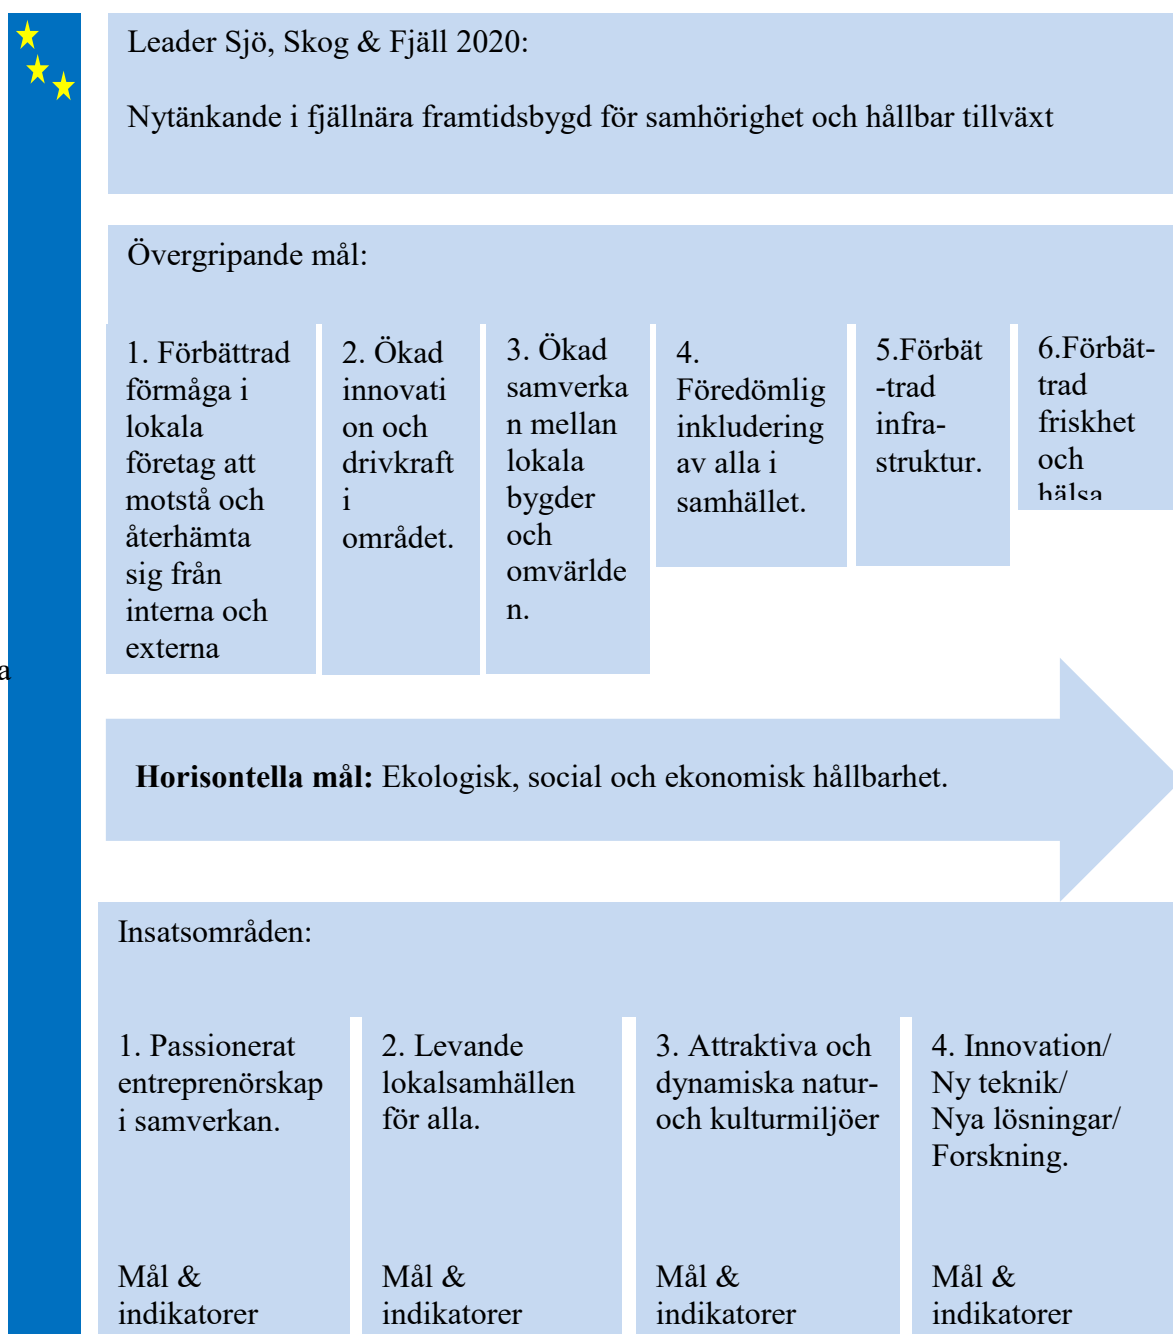 Leader Sjö, Skog & Fjäll 2020:
Nytänkande i fjällnära framtidsbygd för samhörighet och hållbar tillväxt
Övergripande mål:
1. Förbättrad
förmåga i
lokala
företag att
motstå och
återhämta
sig från
interna och
externa
2. Ökad
innovati
on och
drivkraft
i
området.
3. Ökad
samverka
n mellan
lokala
bygder
och
omvärlde
n.
4.
Föredömlig
inkludering
av alla i
samhället.
5.Förbät
-trad
infra-
struktur.
6.Förbät-
trad
friskhet
och
hälsa
a
Horisontella mål: Ekologisk, social och ekonomisk hållbarhet.
Insatsområden:
1. Passionerat
entreprenörskap
i samverkan.
Mål &
indikatorer
2. Levande
lokalsamhällen
för alla.
Mål &
indikatorer
3. Attraktiva och
dynamiska natur-
och kulturmiljöer
Mål &
indikatorer
4. Innovation/
Ny teknik/
Nya lösningar/
Forskning.
Mål &
indikatorer